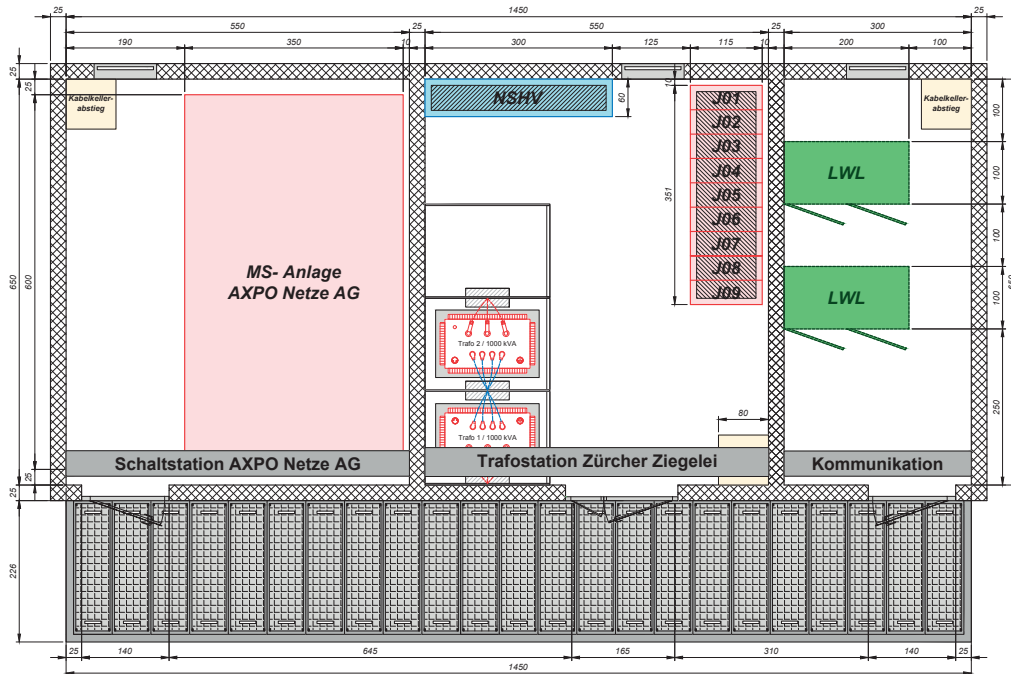 25 1450 25
550 25 550 25 300
190 350 10 300 125 115 10 200 100
25
25
Kabelkeller-
abstieg
NSHV
60
10
J01
J02
J03
J04
J05
J06
J07
J08
J09
351
Kabelkeller-
abstieg
100
100
100
100
250
LWL
LWL
650
600
MS- Anlage
AXPO Netze AG
Trafo 2 / 1000 kVA
Trafo 1 / 1000 kVA
80
Schaltstation AXPO Netze AG
Trafostation Zürcher Ziegelei
Kommunikation
25
25
226
25 140 645 165 310 140 25
1450